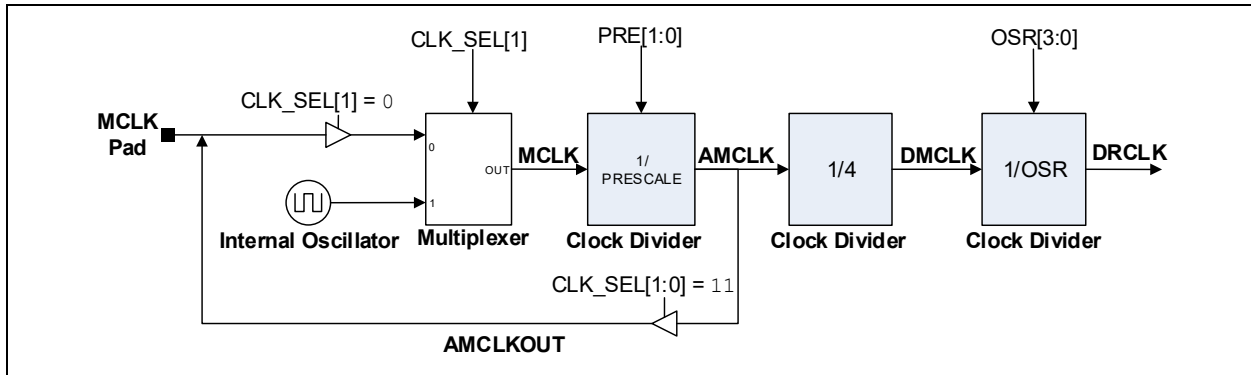 CLK_SEL[1]
PRE[1:0]
OSR[3:0]
CLK_SEL[1] = 0
MCLK
Pad
0
OUT
MCLK
1/
PRESCALE
AMCLK
1/4
DMCLK
1/OSR
DRCLK
1
Internal Oscillator
Multiplexer
Clock Divider
Clock Divider
Clock Divider
CLK_SEL[1:0] = 11
AMCLKOUT